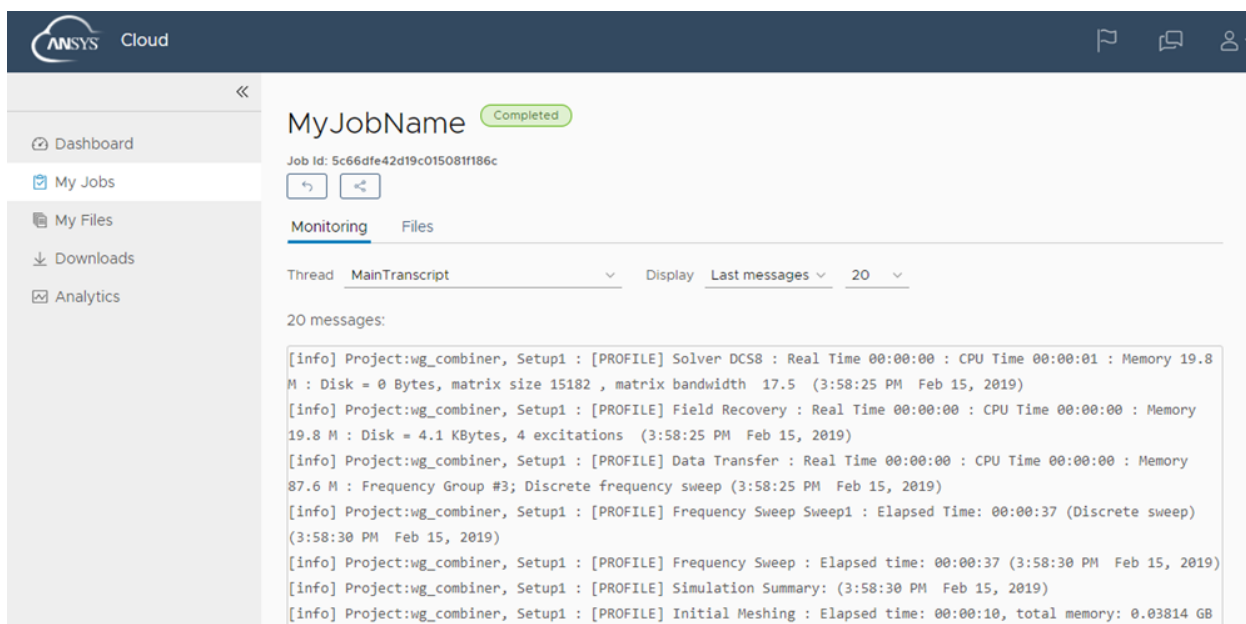 ANSYS Cloud
MyJobName Completed
Job Id: 5c66dfe42d19c015081f186c
Dashboard
My Jobs
My Files
Downloads
Analytics
Monitoring Files
Thread MainTranscript Display Last messages 20
20 messages:
[info] Project:wg_combiner, Setup1 : [PROFILE] Solver DCS8 : Real Time 00:00:00 : CPU Time 00:00:01 : Memory 19.8
M : Disk = 0 Bytes, matrix size 15182 , matrix bandwidth 17.5 (3:58:25 PM Feb 15, 2019)
[info] Project:wg_combiner, Setup1 : [PROFILE] Field Recovery : Real Time 00:00:00 : CPU Time 00:00:00 : Memory
19.8 M : Disk = 4.1 KBytes, 4 excitations (3:58:25 PM Feb 15, 2019)
[info] Project:wg_combiner, Setup1 : [PROFILE] Data Transfer : Real Time 00:00:00 : CPU Time 00:00:00 : Memory
87.6 M : Frequency Group #3; Discrete frequency sweep (3:58:25 PM Feb 15, 2019)
[info] Project:wg_combiner, Setup1 : [PROFILE] Frequency Sweep Sweep1 : Elapsed Time: 00:00:37 (Discrete sweep)
(3:58:30 PM Feb 15, 2019)
[info] Project:wg_combiner, Setup1 : [PROFILE] Frequency Sweep : Elapsed time: 00:00:37 (3:58:30 PM Feb 15, 2019)
[info] Project:wg_combiner, Setup1 : [PROFILE] Simulation Summary: (3:58:30 PM Feb 15, 2019)
[info] Project:wg_combiner, Setup1 : [PROFILE] Initial Meshing : Elapsed time: 00:00:10, total memory: 0.03814 GB